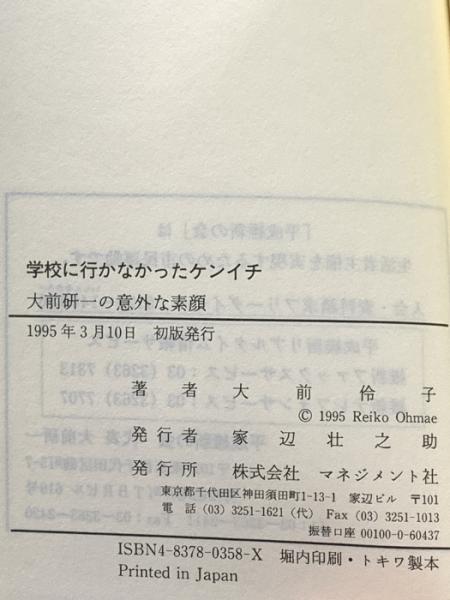 学校に行かなかったケンイチ
大前研一の意外な素顔
1995年3月10日 初版発行
著者 大前伶子
© 1995 Reiko Ohmae
発行者 家辺壮之助
発行所 株式会社 マネジメント社
東京都千代田区神田須田町1-13-1 家辺ビル 〒101
電話 (03) 3251-1621 (代) Fax (03) 3251-1013
振替口座 00100-0-60437
ISBN4-8378-0358-X 堀内印刷・トキワ製本
Printed in Japan